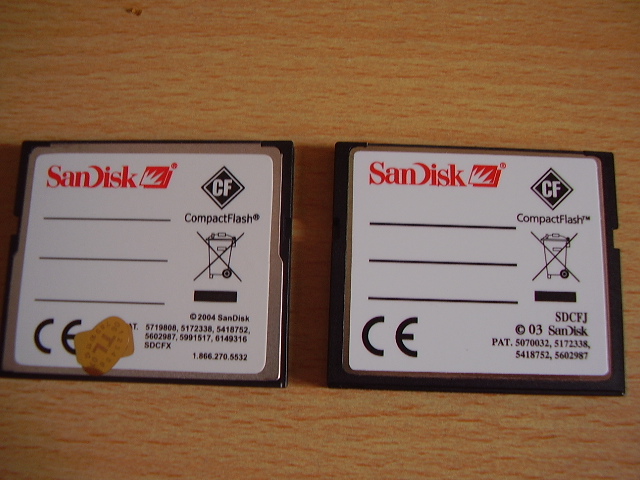 SanDisk®
CF
CompactFlash®
© 2004 SanDisk
PAT. 5719808, 5172338, 5418752,
5602987, 5991517, 6149316
SDCFX
1.866.270.5532
CE
SanDisk®
CF
CompactFlash™
SDCFJ
© 03 SanDisk
PAT. 5070032, 5172338,
5418752, 5602987
CE